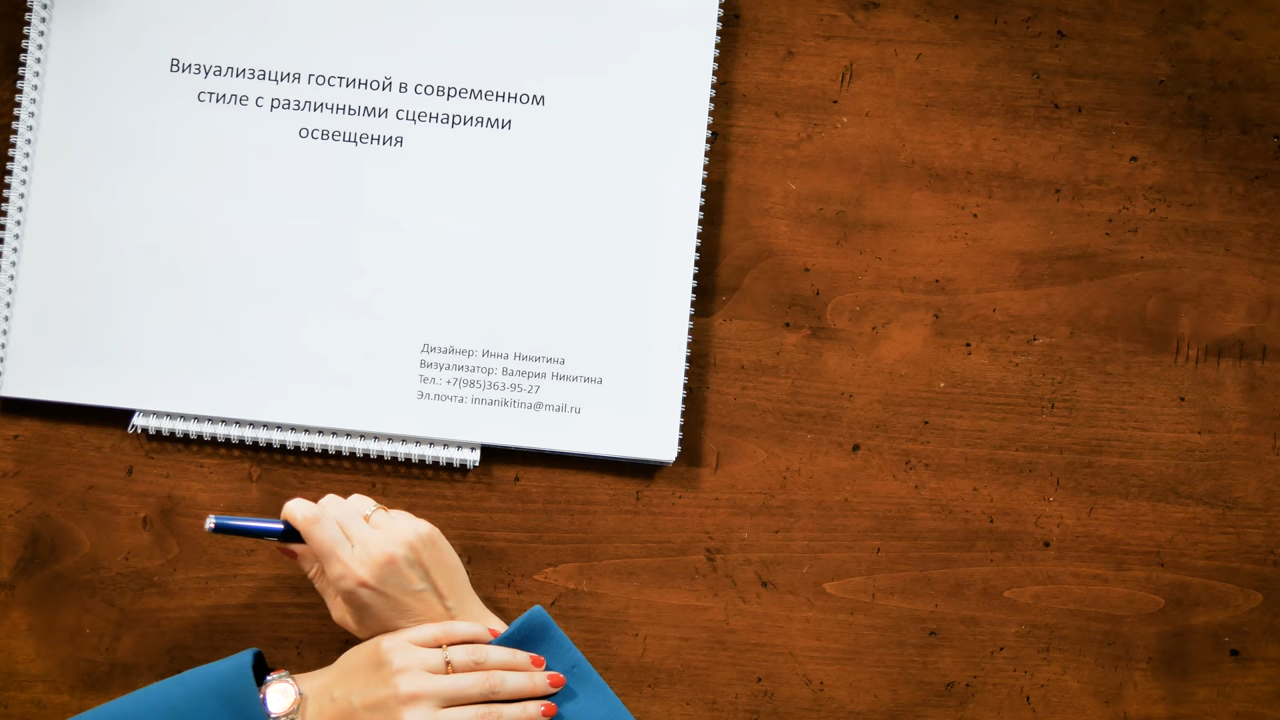 Визуализация гостиной в современном
стиле с различными сценариями
освещения
Дизайнер: Инна Никитина
Визуализатор: Валерия Никитина
Тел.: +7(985)363-95-27
Эл.почта: innanikitina@mail.ru